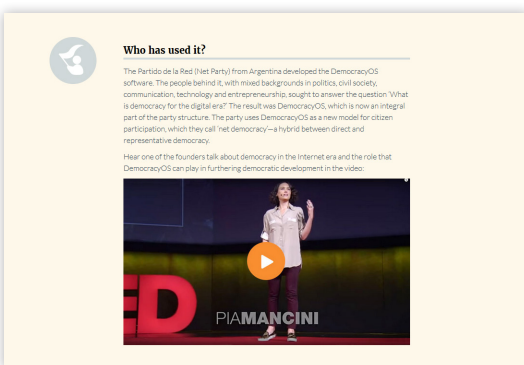 Who has used it?
The Partido de la Red (Net Party) from Argentina developed the DemocracyOS
software. The people behind it, with mixed backgrounds in politics, civil society,
communication, technology and entrepreneurship, sought to answer the question 'What
is democracy for the digital era?' The result was DemocracyOS, which is now an integral
part of the party structure. The party uses DemocracyOS as a new model for citizen
participation, which they call 'net democracy'—a hybrid between direct and
representative democracy.
Hear one of the founders talk about democracy in the Internet era and the role that
DemocracyOS can play in furthering democratic development in the video:
ED
PIAMANCINI